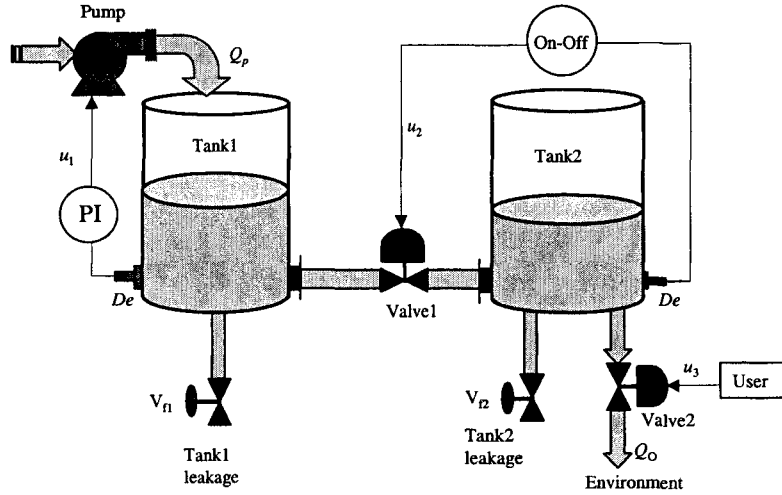 Pump
On-Off
Q_p
u_1
u_2
Tank1
Tank2
PI
De
De
Valve1
V_f1
V_f2
u_3
User
Valve2
Tank1
leakage
Tank2
leakage
Q_O
Environment